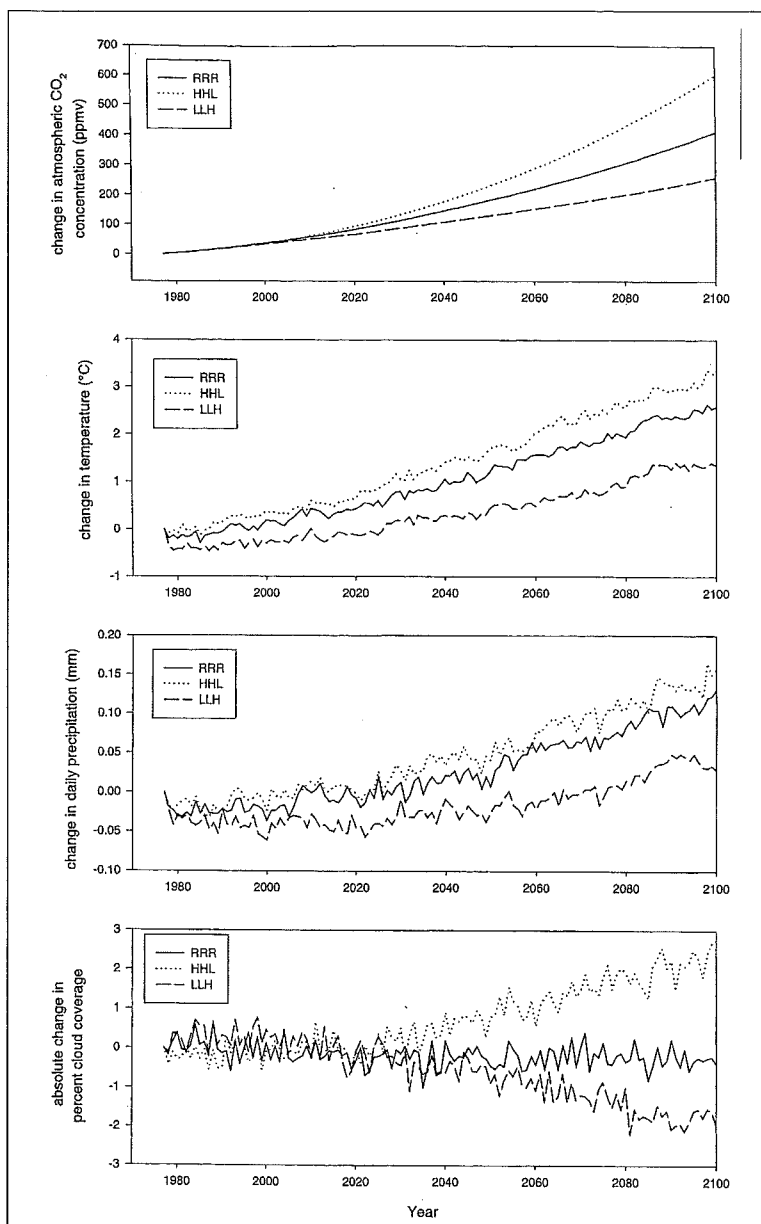 change in atmospheric CO₂
concentration (ppmv)
700
600
500
400
300
200
100
0
RRR
HHL
LLH
1980 2000 2020 2040 2060 2080 2100
change in temperature (°C)
4
3
2
1
0
-1
RRR
HHL
LLH
1980 2000 2020 2040 2060 2080 2100
change in daily precipitation (mm)
0.20
0.15
0.10
0.05
0.00
-0.05
-0.10
RRR
HHL
LLH
1980 2000 2020 2040 2060 2080 2100
absolute change in
percent cloud coverage
3
2
1
0
-1
-2
-3
RRR
HHL
LLH
1980 2000 2020 2040 2060 2080 2100
Year